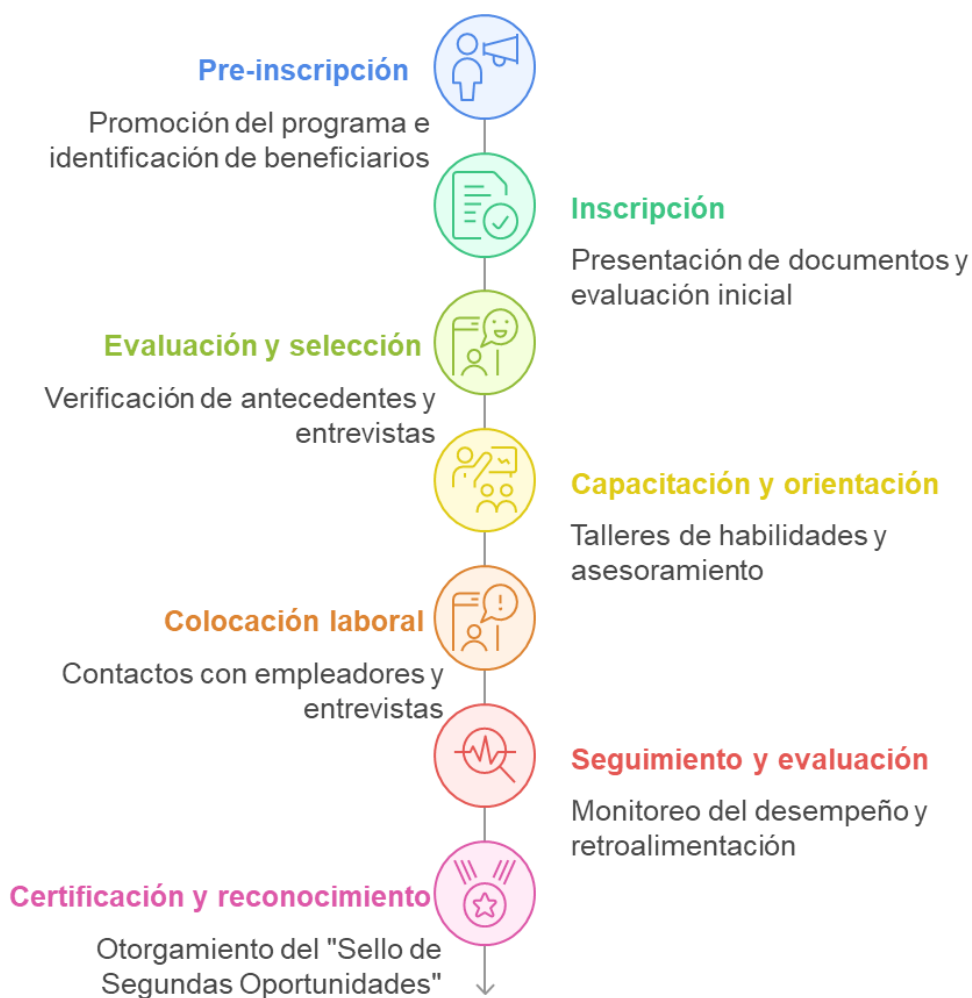 Pre-inscripción
Promoción del programa e
identificación de beneficiarios
Inscripción
Presentación de documentos y
evaluación inicial
Evaluación y selección
Verificación de antecedentes y
entrevistas
Capacitación y orientación
Talleres de habilidades y
asesoramiento
Colocación laboral
Contactos con empleadores y
entrevistas
Seguimiento y evaluación
Monitoreo del desempeño y
retroalimentación
Certificación y reconocimiento
Otorgamiento del "Sello de
Segundas Oportunidades"